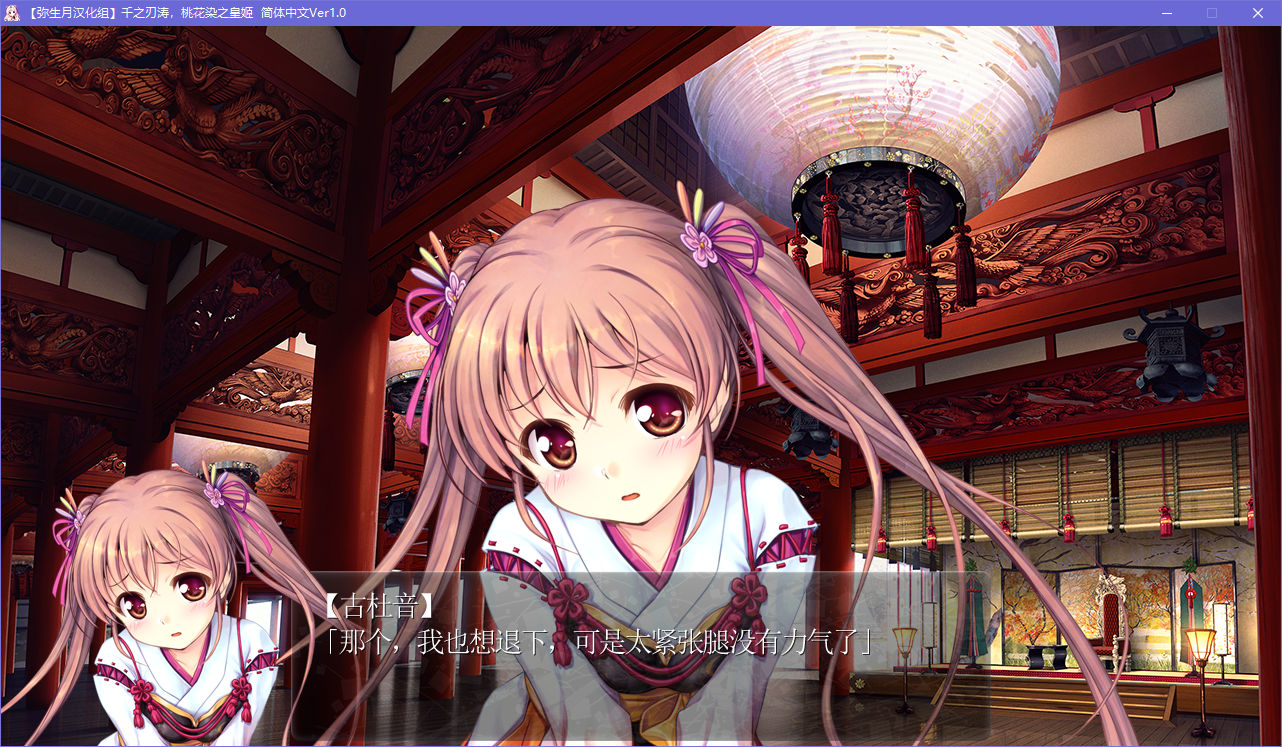 【弥生月汉化组】千之刃涛，桃花染之皇姬 简体中文Ver1.0
【古杜音】
「那个，我也想退下，可是太紧张腿没有力气了」